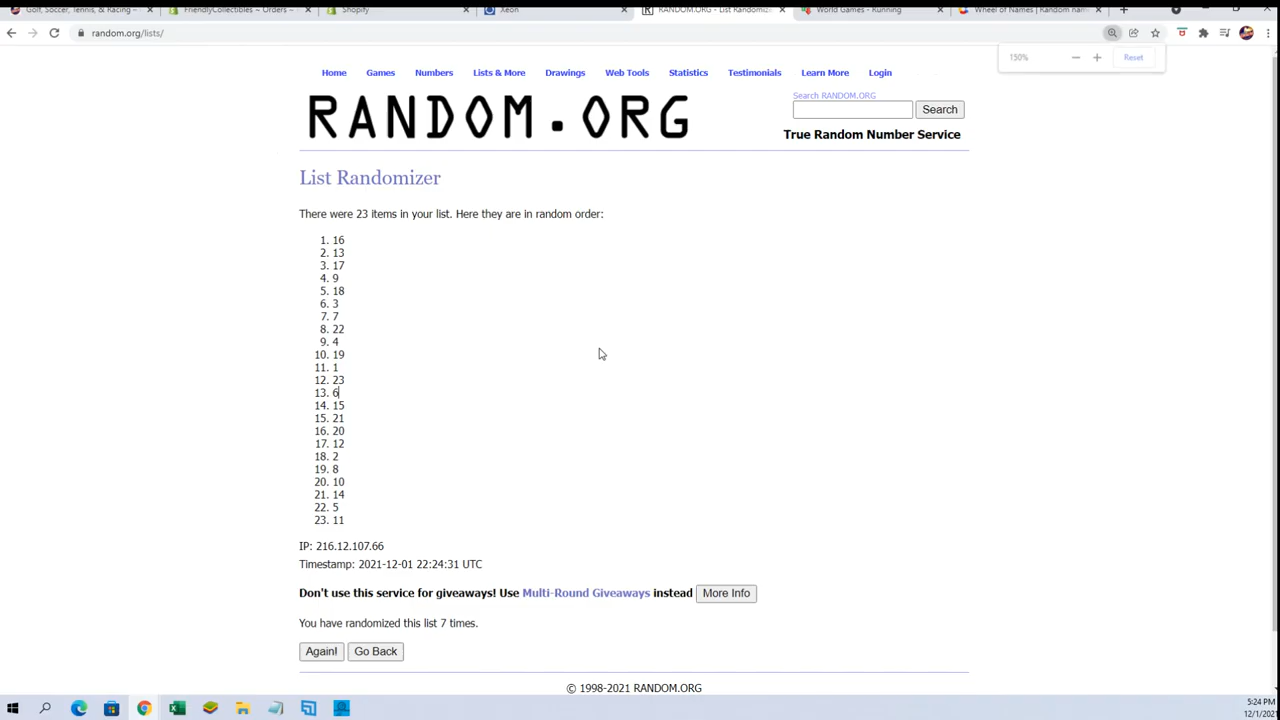 Golf, Soccer, Tennis, & Racing –
FriendlyCollectibles ~ Orders ~
Shopify
Xeon
RANDOM.ORG - List Randomize
World Games - Running
Wheel of Names | Random nam
random.org/lists/
150%
Reset
Home Games Numbers Lists & More Drawings Web Tools Statistics Testimonials Learn More Login
RANDOM.ORG
Search RANDOM.ORG
Search
True Random Number Service
List Randomizer
There were 23 items in your list. Here they are in random order:
1. 16
2. 13
3. 17
4. 9
5. 18
6. 3
7. 7
8. 22
9. 4
10. 19
11. 1
12. 23
13. 6
14. 15
15. 21
16. 20
17. 12
18. 2
19. 8
20. 10
21. 14
22. 5
23. 11
IP: 216.12.107.66
Timestamp: 2021-12-01 22:24:31 UTC
Don't use this service for giveaways! Use Multi-Round Giveaways instead More Info
You have randomized this list 7 times.
Again! Go Back
© 1998-2021 RANDOM.ORG
5:24 PM
12/1/2021